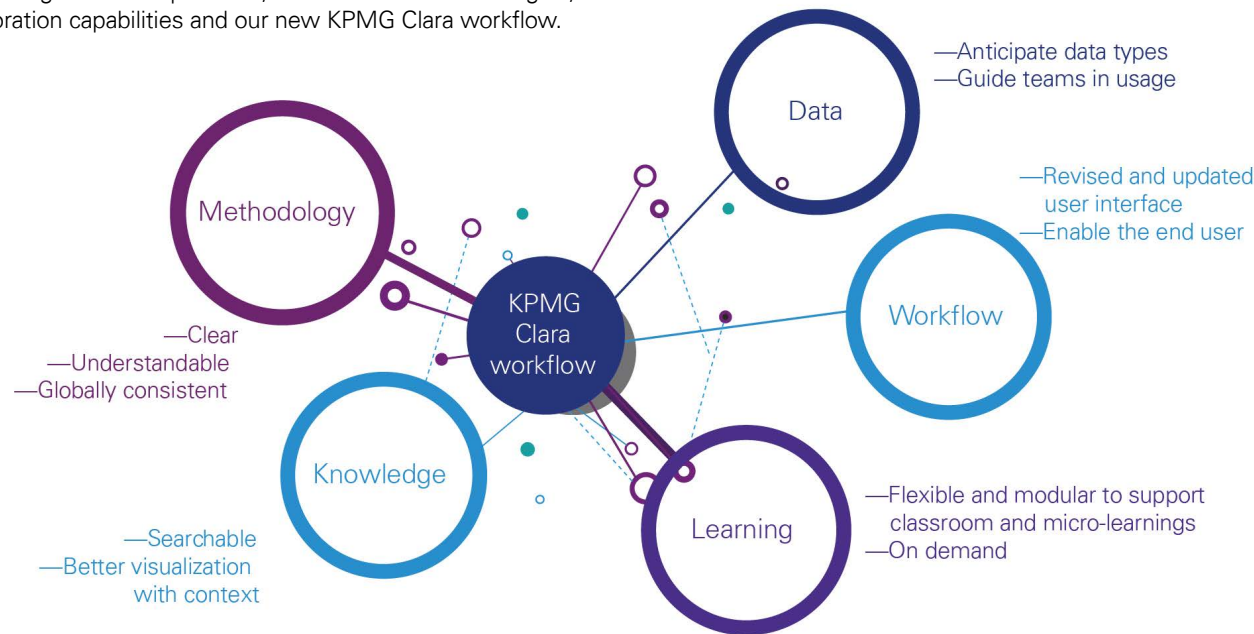 oration capabilities and our new KPMG Clara workflow.
Data
—Anticipate data types
—Guide teams in usage
Methodology
—Clear
—Understandable
—Globally consistent
KPMG
Clara
workflow
—Revised and updated
user interface
—Enable the end user
Workflow
Knowledge
—Searchable
—Better visualization
with context
Learning
—Flexible and modular to support
classroom and micro-learnings
—On demand